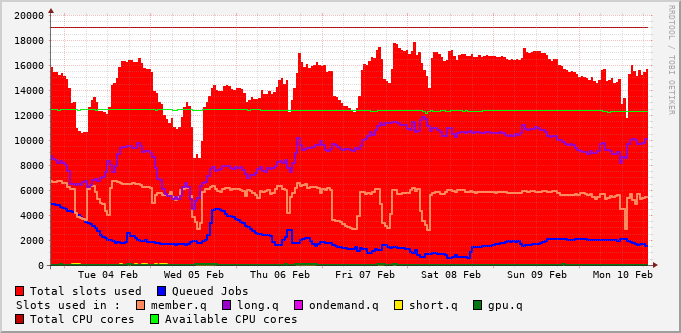 20000
18000
16000
14000
12000
10000
8000
6000
4000
2000
0
Tue 04 Feb Wed 05 Feb Thu 06 Feb Fri 07 Feb Sat 08 Feb Sun 09 Feb Mon 10 Feb
RRDTOOL / TOBI OETIKER
Total slots used Queued Jobs
Slots used in : member.q long.q ondemand.q short.q gpu.q
Total CPU cores Available CPU cores